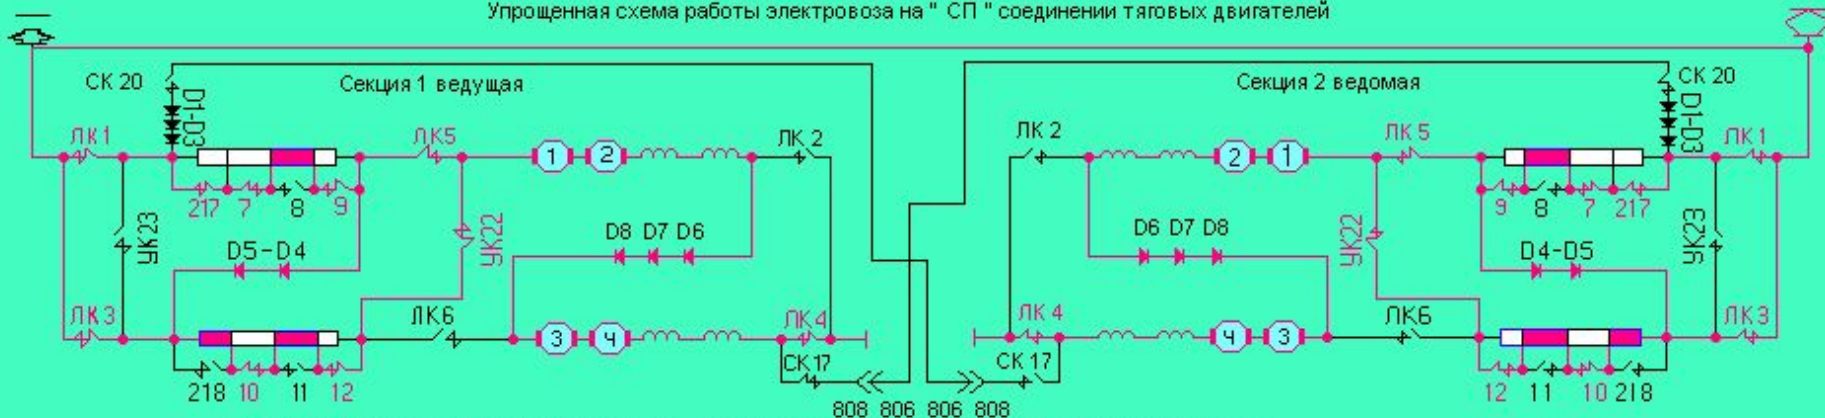 Упрощенная схема работы электровоза на " СП " соединении тяговых двигателей
СК 20 Секция 1 ведущая Секция 2 ведомая СК 20
D1-D3 D1-D3
ЛК1 ЛК5 ЛК 2 ЛК 2 ЛК 5 ЛК1
1 2 2 1
217 7 8 9 9 8 7 217
УК23 УК22 УК22 УК23
D5-D4 D8 D7 D6 D6 D7 D8 D4-D5
ЛК3 ЛК6 ЛК4 ЛК 4 ЛК6 ЛК3
3 4 4 3
СК17 СК 17
218 10 11 12 12 11 10 218
808 806 806 808